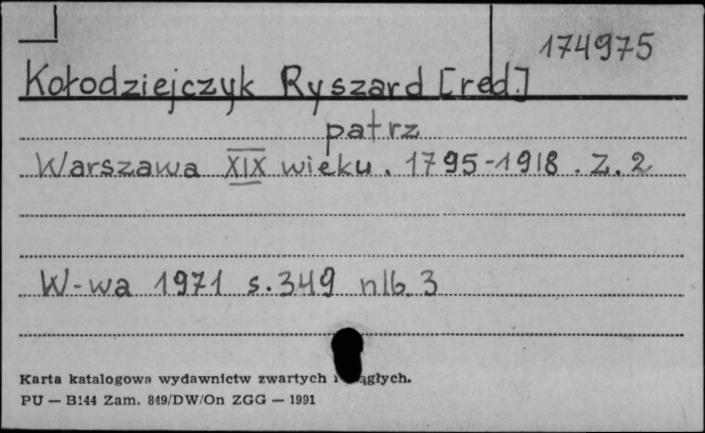 174975
Kołodziejczyk Ryszard [red.]
patrz
Warszawa XIX wieku. 1795-1918. Z. 2
W-wa 1971 s. 349 nlb. 3
Karta katalogowa wydawnictw zwartych i
PU — B144 Zam. 849/DW/On ZGG — 1991